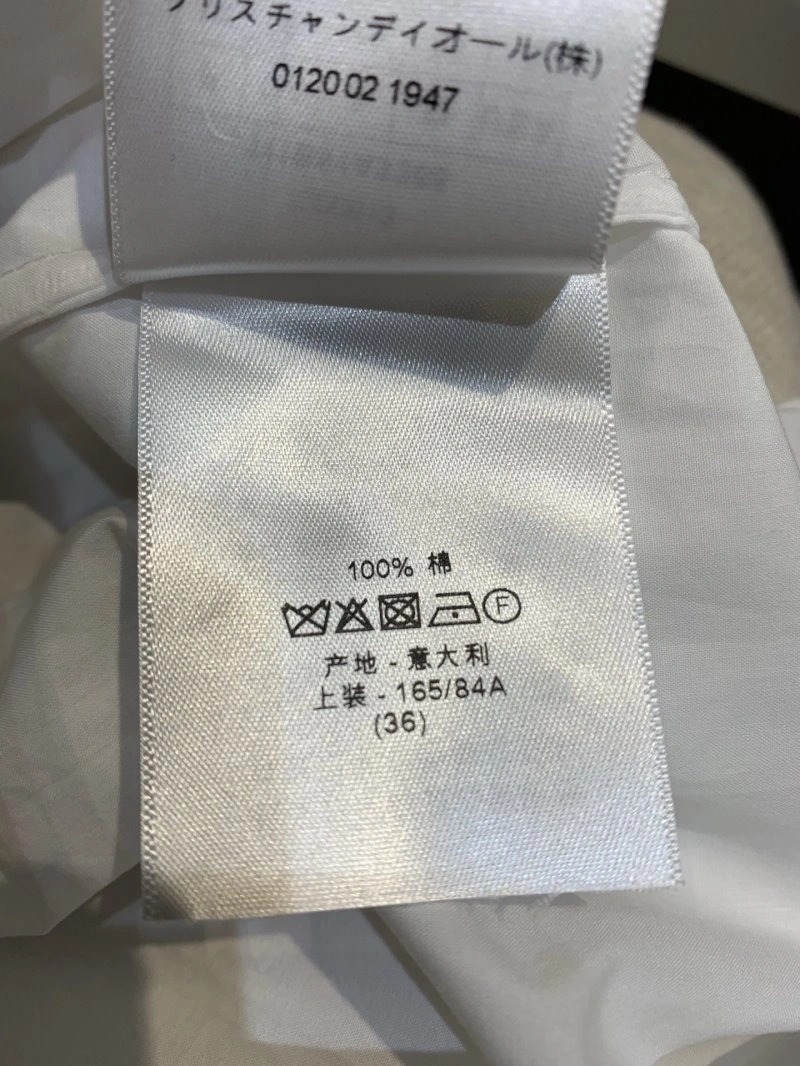 リスチャンディオール(株)
0120 02 1947
100% 棉
F
产地 - 意大利
上装 - 165/84A
(36)